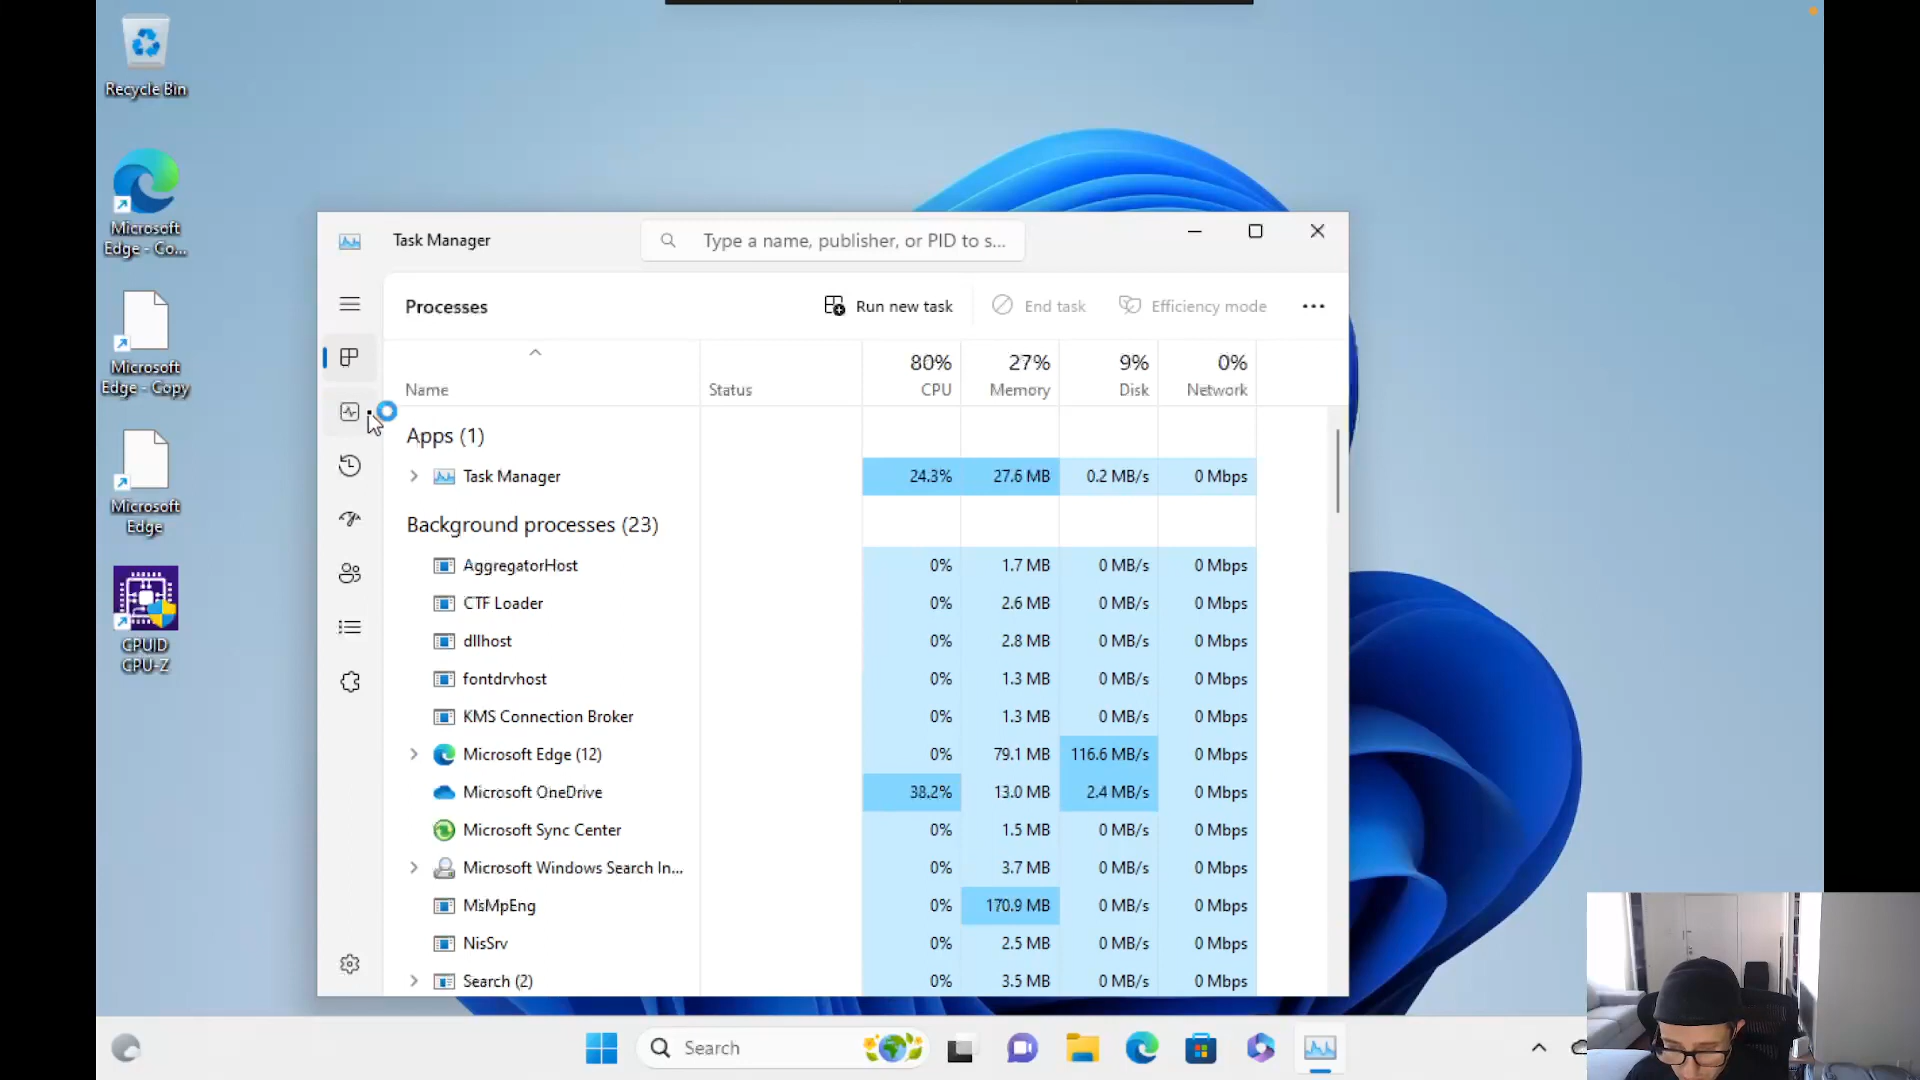 Recycle Bin
Microsoft
Edge - Co...
Microsoft
Edge - Copy
Microsoft
Edge
CPUID
CPU-Z
Task Manager
Type a name, publisher, or PID to s...
Processes
Run new task
End task
Efficiency mode
80% 27% 9% 0%
Name Status CPU Memory Disk Network
Apps (1)
Task Manager 24.3% 27.6 MB 0.2 MB/s 0 Mbps
Background processes (23)
AggregatorHost 0% 1.7 MB 0 MB/s 0 Mbps
CTF Loader 0% 2.6 MB 0 MB/s 0 Mbps
dllhost 0% 2.8 MB 0 MB/s 0 Mbps
fontdrvhost 0% 1.3 MB 0 MB/s 0 Mbps
KMS Connection Broker 0% 1.3 MB 0 MB/s 0 Mbps
Microsoft Edge (12) 0% 79.1 MB 116.6 MB/s 0 Mbps
Microsoft OneDrive 38.2% 13.0 MB 2.4 MB/s 0 Mbps
Microsoft Sync Center 0% 1.5 MB 0 MB/s 0 Mbps
Microsoft Windows Search In... 0% 3.7 MB 0 MB/s 0 Mbps
MsMpEng 0% 170.9 MB 0 MB/s 0 Mbps
NisSrv 0% 2.5 MB 0 MB/s 0 Mbps
Search (2) 0% 3.5 MB 0 MB/s 0 Mbps
Search